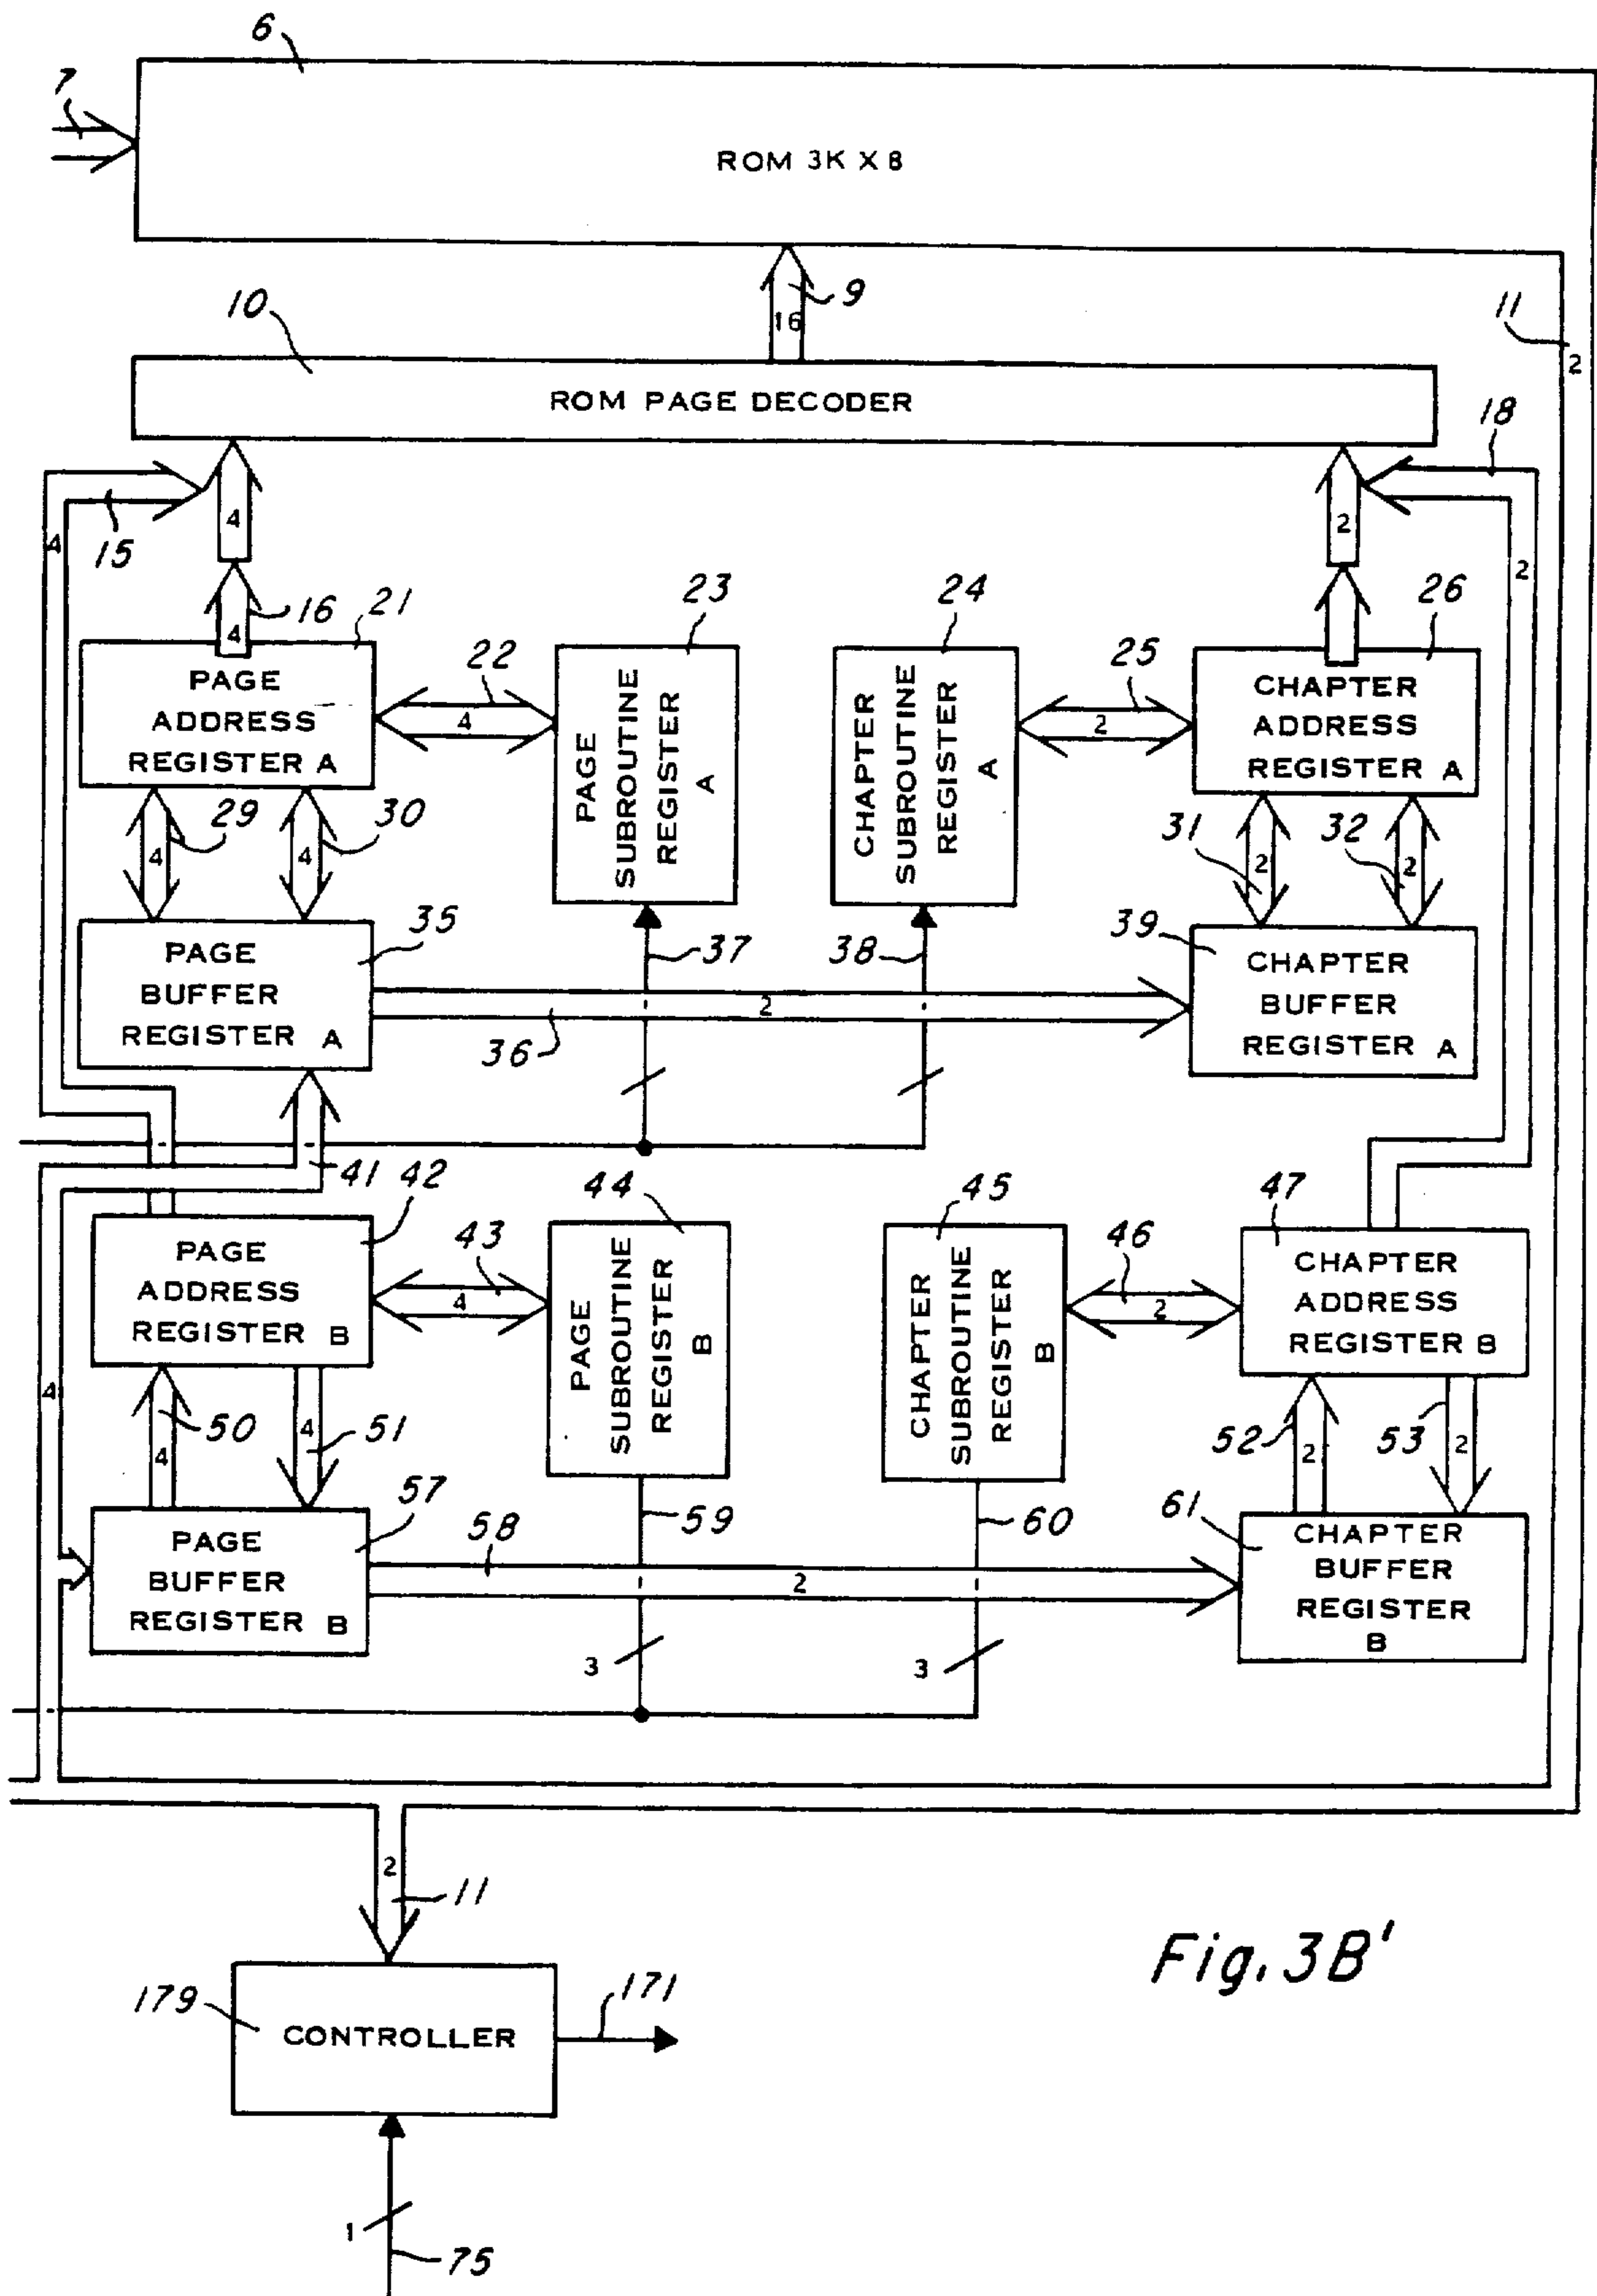 6
7
ROM 3K X 8
9
16
10
11
2
ROM PAGE DECODER
18
15
4
4
2
2
16
4
21
23
24
26
PAGE
ADDRESS
REGISTER A
22
4
PAGE
SUBROUTINE
REGISTER
A
CHAPTER
SUBROUTINE
REGISTER
A
25
2
CHAPTER
ADDRESS
REGISTER A
29
4
30
4
31
2
32
2
35
PAGE
BUFFER
REGISTER A
37
38
39
CHAPTER
BUFFER
REGISTER A
36
2
41
42
44
45
47
PAGE
ADDRESS
REGISTER B
43
4
PAGE
SUBROUTINE
REGISTER
B
CHAPTER
SUBROUTINE
REGISTER
B
46
2
CHAPTER
ADDRESS
REGISTER B
4
50
4
51
4
52
2
53
2
57
PAGE
BUFFER
REGISTER B
58
2
59
60
61
CHAPTER
BUFFER
REGISTER
B
3
3
2
11
Fig. 3B'
179
CONTROLLER
171
1
75